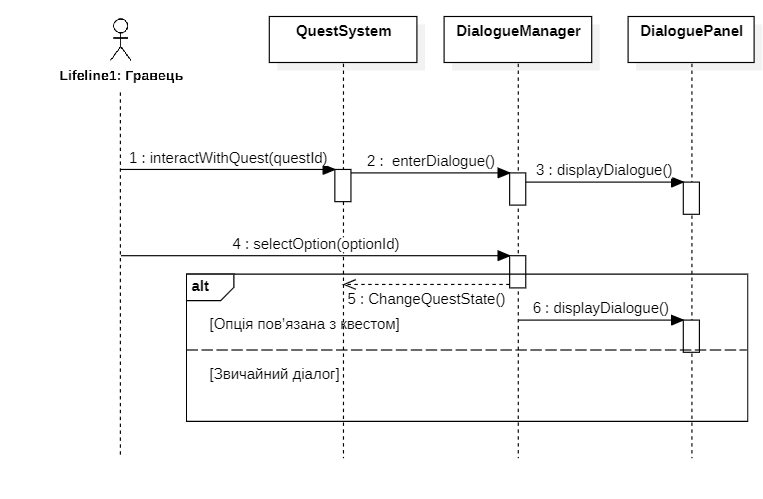 QuestSystem
DialogueManager
DialoguePanel
Lifeline1: Гравець
1 : interactWithQuest(questId)
2 : enterDialogue()
3 : displayDialogue()
4 : selectOption(optionId)
alt
5 : ChangeQuestState()
6 : displayDialogue()
[Опція пов'язана з квестом]
[Звичайний діалог]